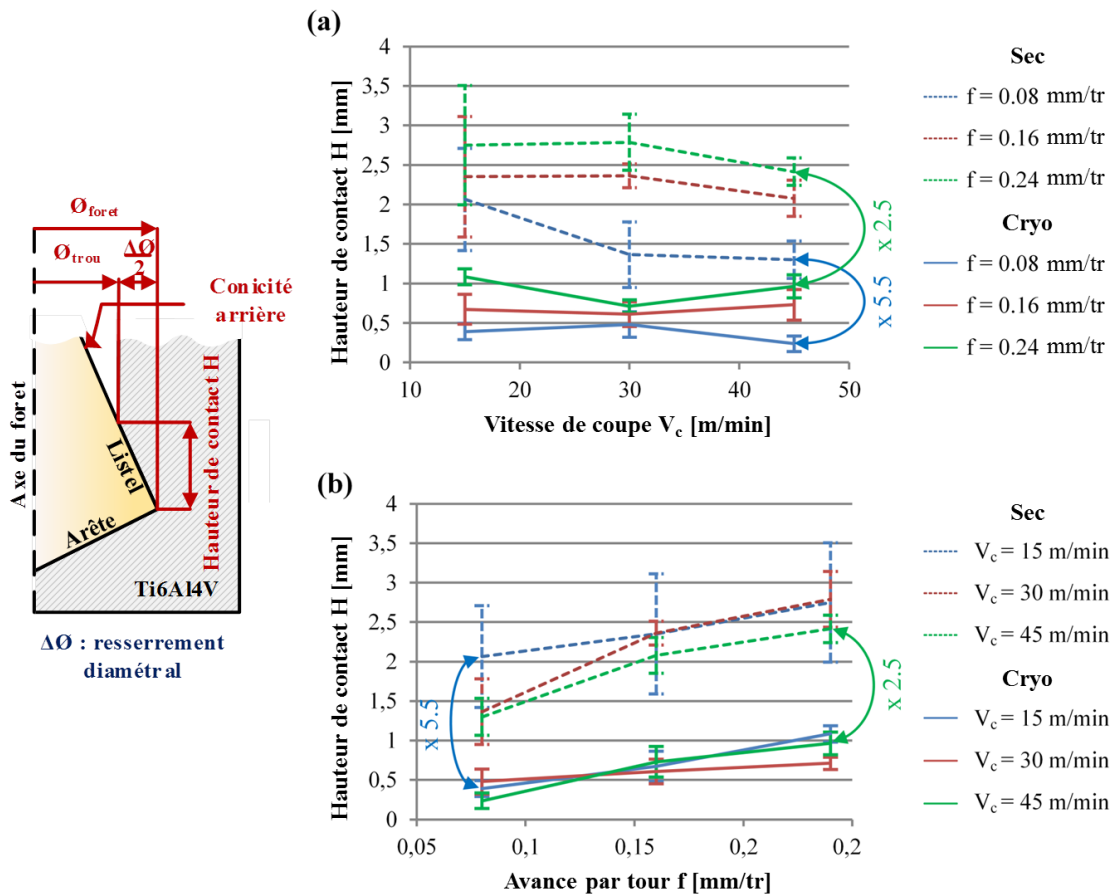 (a)
Hauteur de contact H [mm]
4
3,5
3
2,5
2
1,5
1
0,5
0
10
20
30
40
50
Vitesse de coupe Vc [m/min]
x 2.5
x 5.5
Sec
f = 0.08 mm/tr
f = 0.16 mm/tr
f = 0.24 mm/tr
Cryo
f = 0.08 mm/tr
f = 0.16 mm/tr
f = 0.24 mm/tr
Axe du foret
Øforet
Øtrou
ΔØ
2
Conicité
arrière
Hauteur de contact H
Listel
Arête
Ti6Al4V
ΔØ : resserrement
diamétral
(b)
Hauteur de contact H [mm]
4
3,5
3
2,5
2
1,5
1
0,5
0
0,05
0,1
0,2
0,2
Avance par tour f [mm/tr]
x 5.5
x 2.5
Sec
Vc = 15 m/min
Vc = 30 m/min
Vc = 45 m/min
Cryo
Vc = 15 m/min
Vc = 30 m/min
Vc = 45 m/min